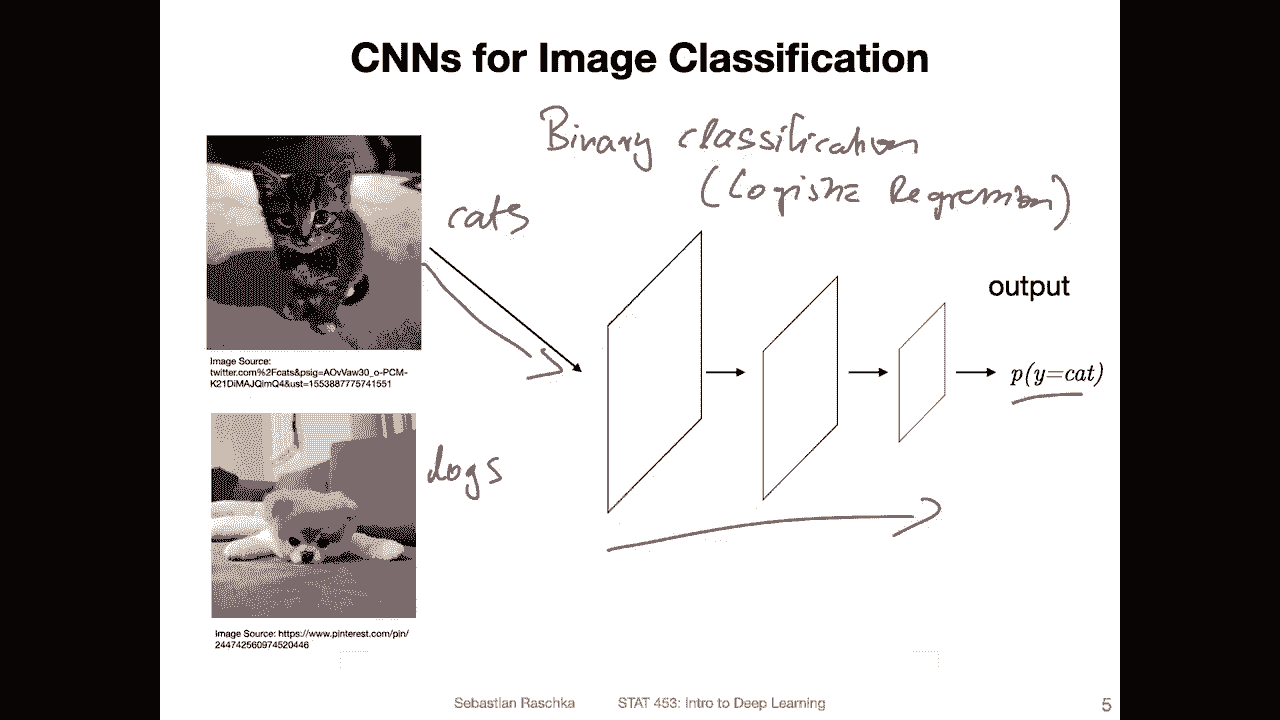 CNNs for Image Classification
Binary classification
(Logistic Regression)
cats
output
Image Source:
twitter.com%2Fcats&psig=AOvVaw30_o-PCM-
K21DiMAJQimQ4&ust=1553887775741551
p(y=cat)
dogs
Image Source: https://www.pinterest.com/pin/
244742560974520446
Sebastian Raschka STAT 453: Intro to Deep Learning 5